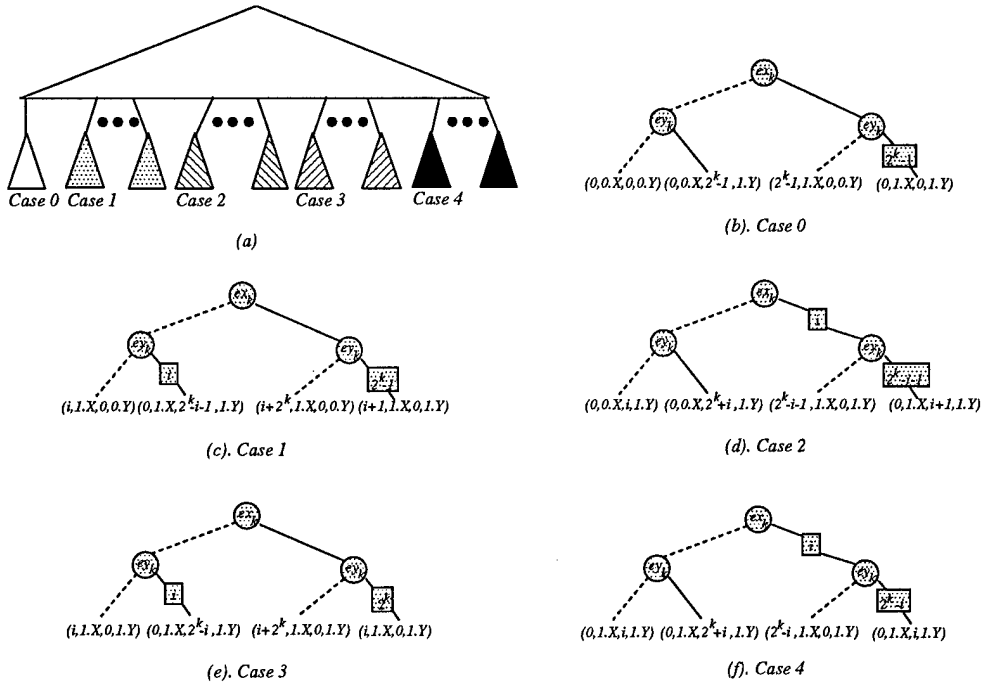 Case 0 Case 1 Case 2 Case 3 Case 4
(a)
ex_k
ey_k ey_k
2^k-1
(0,0.X,0,0.Y) (0,0.X,2^k-1,1.Y) (2^k-1,1.X,0,0.Y) (0,1.X,0,1.Y)
(b). Case 0
ex_k
ey_k ey_k
i 2^k-1
(i,1.X,0,0.Y) (0,1.X,2^k-i-1,1.Y) (i+2^k,1.X,0,0.Y) (i+1,1.X,0,1.Y)
(c). Case 1
ex_k
i
ey_k ey_k
2^k-i-1
(0,0.X,i,1.Y) (0,0.X,2^k+i,1.Y) (2^k-i-1,1.X,0,1.Y) (0,1.X,i+1,1.Y)
(d). Case 2
ex_k
ey_k ey_k
i 2^k
(i,1.X,0,1.Y) (0,1.X,2^k-i,1.Y) (i+2^k,1.X,0,1.Y) (i,1.X,0,1.Y)
(e). Case 3
ex_k
i
ey_k ey_k
2^k-i
(0,1.X,i,1.Y) (0,1.X,2^k+i,1.Y) (2^k-i,1.X,0,1.Y) (0,1.X,i,1.Y)
(f). Case 4